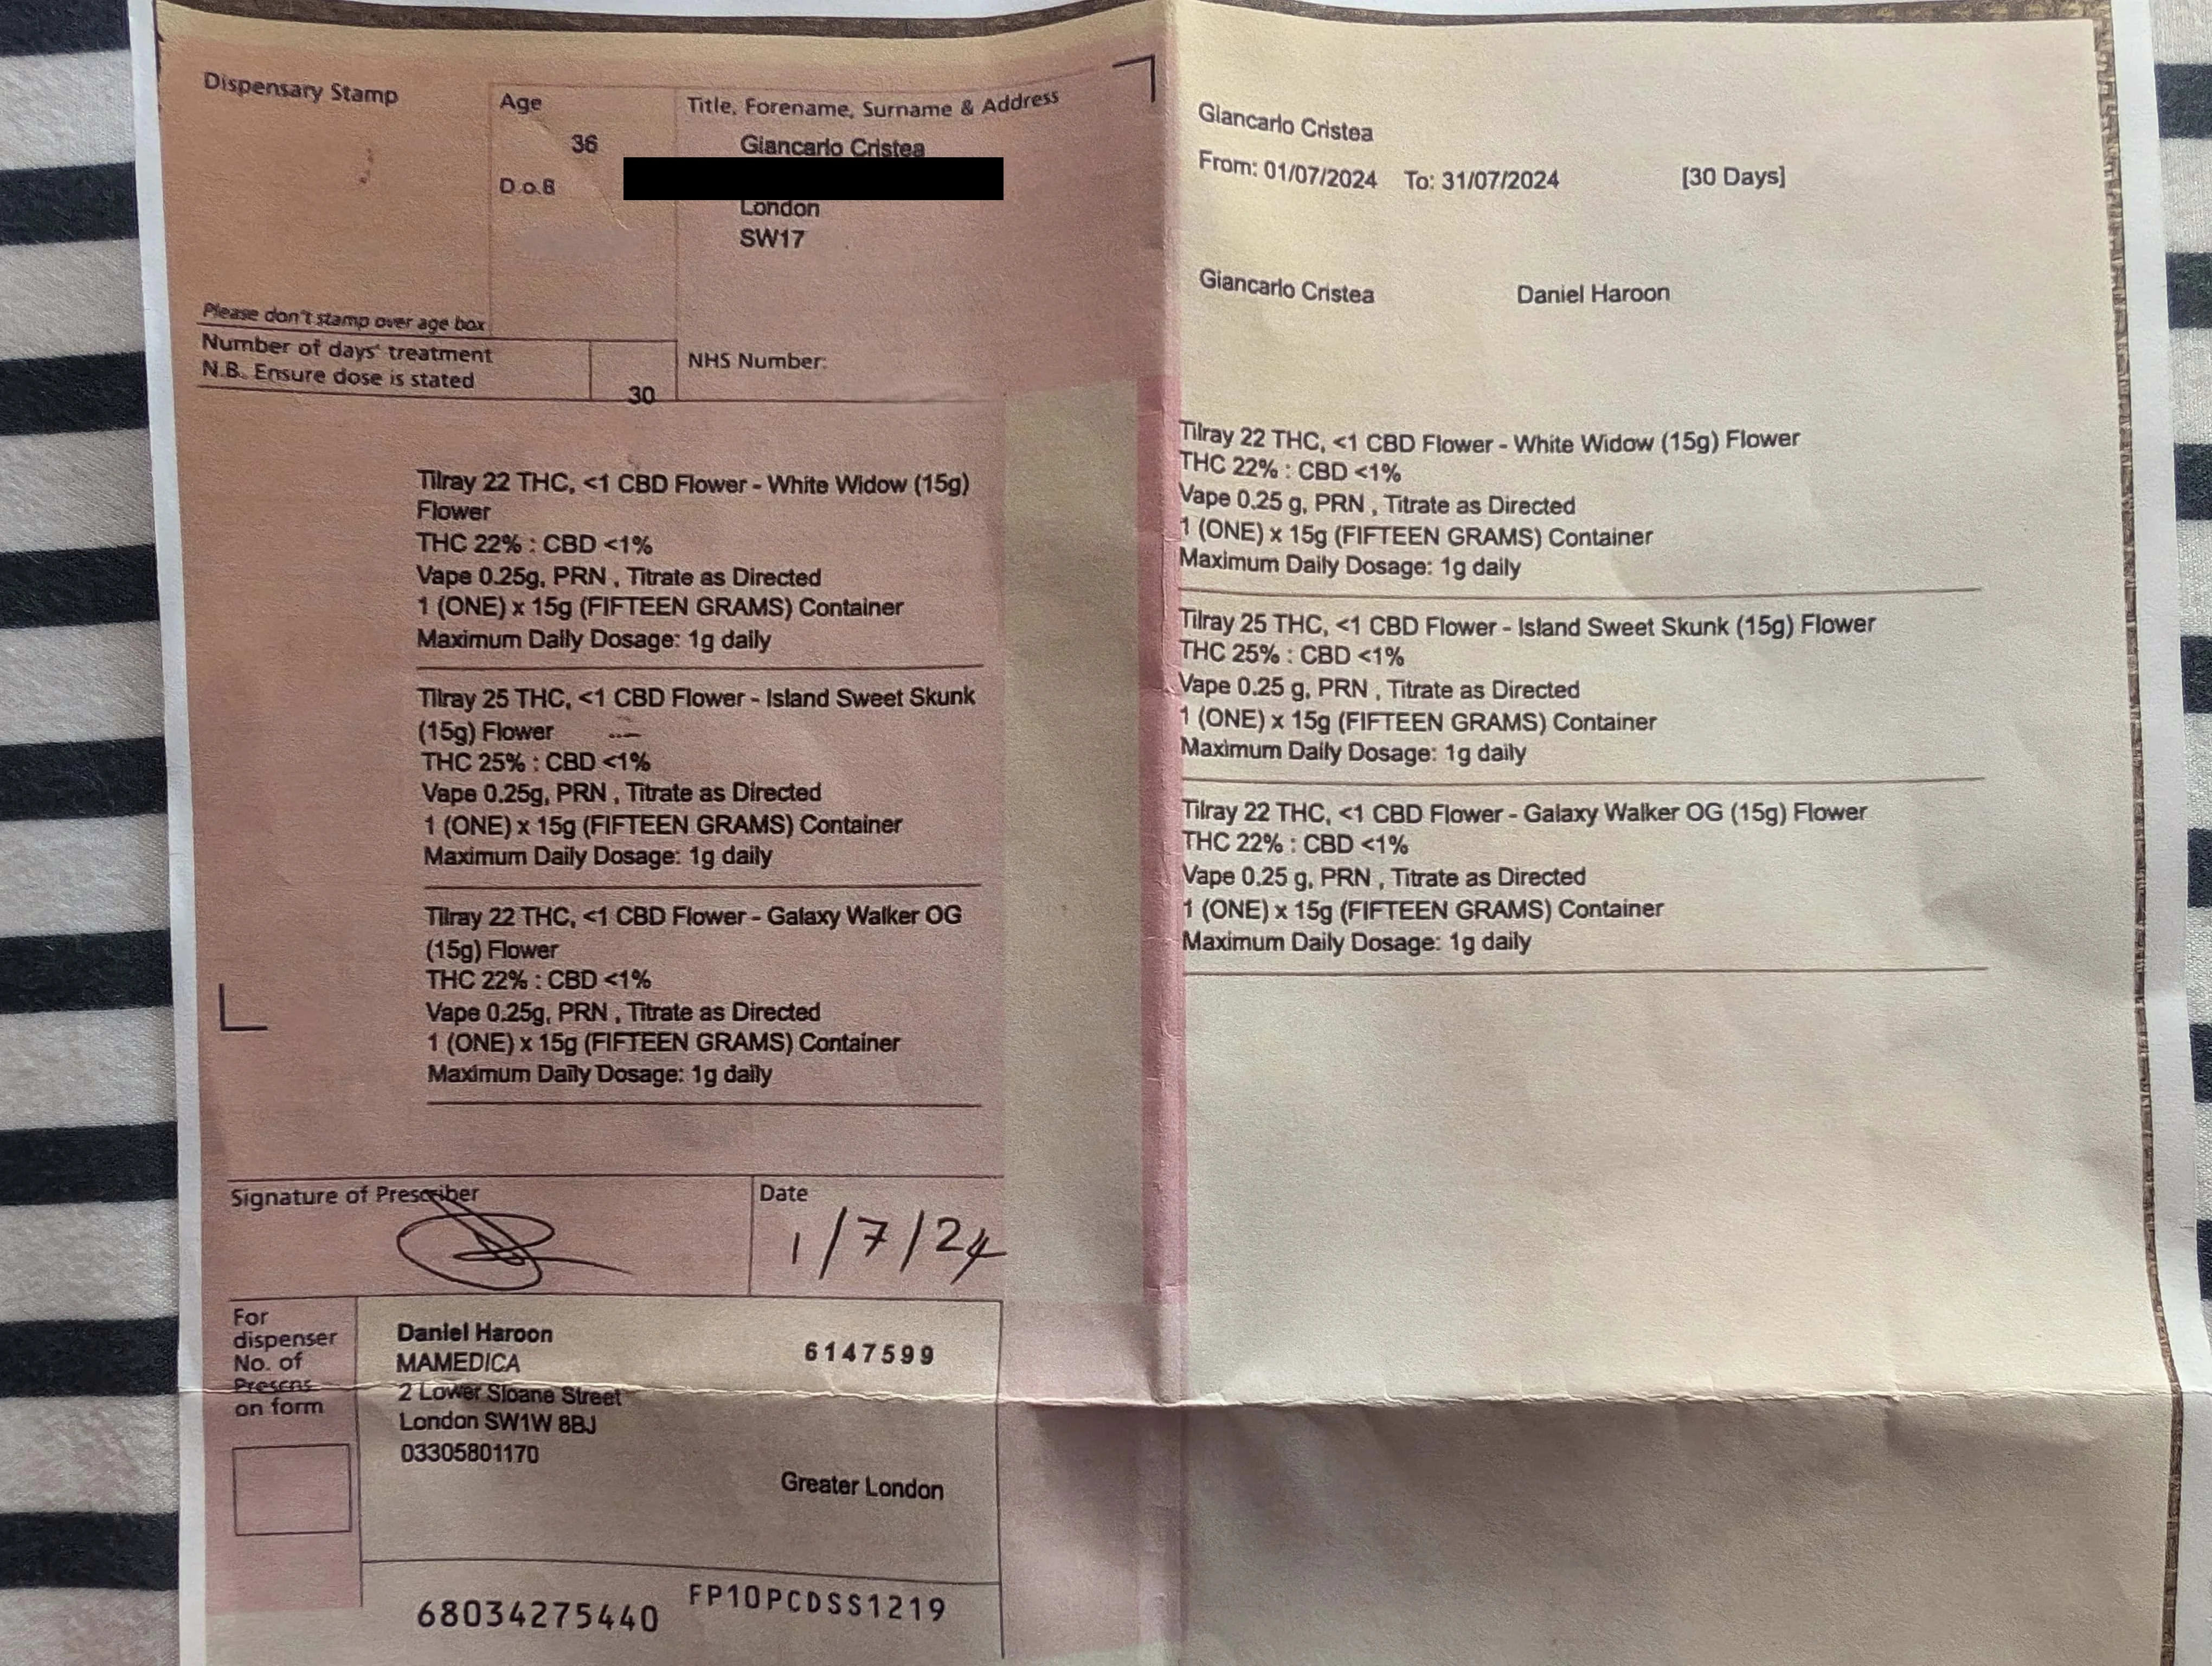 Dispensary Stamp
Age
36
D.o.B
Title, Forename, Surname & Address
Giancarlo Cristea
London
SW17
Please don't stamp over age box
Number of days' treatment
N.B. Ensure dose is stated
30
NHS Number:
Tilray 22 THC, <1 CBD Flower - White Widow (15g)
Flower
THC 22% : CBD <1%
Vape 0.25g, PRN , Titrate as Directed
1 (ONE) x 15g (FIFTEEN GRAMS) Container
Maximum Daily Dosage: 1g daily
Tilray 25 THC, <1 CBD Flower - Island Sweet Skunk
(15g) Flower
THC 25% : CBD <1%
Vape 0.25g, PRN , Titrate as Directed
1 (ONE) x 15g (FIFTEEN GRAMS) Container
Maximum Daily Dosage: 1g daily
Tilray 22 THC, <1 CBD Flower - Galaxy Walker OG
(15g) Flower
THC 22% : CBD <1%
Vape 0.25g, PRN , Titrate as Directed
1 (ONE) x 15g (FIFTEEN GRAMS) Container
Maximum Daily Dosage: 1g daily
Signature of Prescriber
Date
1/7/24
For
dispenser
No. of
Prescns
on form
Daniel Haroon
MAMEDICA
2 Lower Sloane Street
London SW1W 8BJ
03305801170
6147599
Greater London
68034275440
FP10PCDSS1219
Giancarlo Cristea
From: 01/07/2024 To: 31/07/2024 [30 Days]
Giancarlo Cristea Daniel Haroon
Tilray 22 THC, <1 CBD Flower - White Widow (15g) Flower
THC 22% : CBD <1%
Vape 0.25 g, PRN , Titrate as Directed
1 (ONE) x 15g (FIFTEEN GRAMS) Container
Maximum Daily Dosage: 1g daily
Tilray 25 THC, <1 CBD Flower - Island Sweet Skunk (15g) Flower
THC 25% : CBD <1%
Vape 0.25 g, PRN , Titrate as Directed
1 (ONE) x 15g (FIFTEEN GRAMS) Container
Maximum Daily Dosage: 1g daily
Tilray 22 THC, <1 CBD Flower - Galaxy Walker OG (15g) Flower
THC 22% : CBD <1%
Vape 0.25 g, PRN , Titrate as Directed
1 (ONE) x 15g (FIFTEEN GRAMS) Container
Maximum Daily Dosage: 1g daily